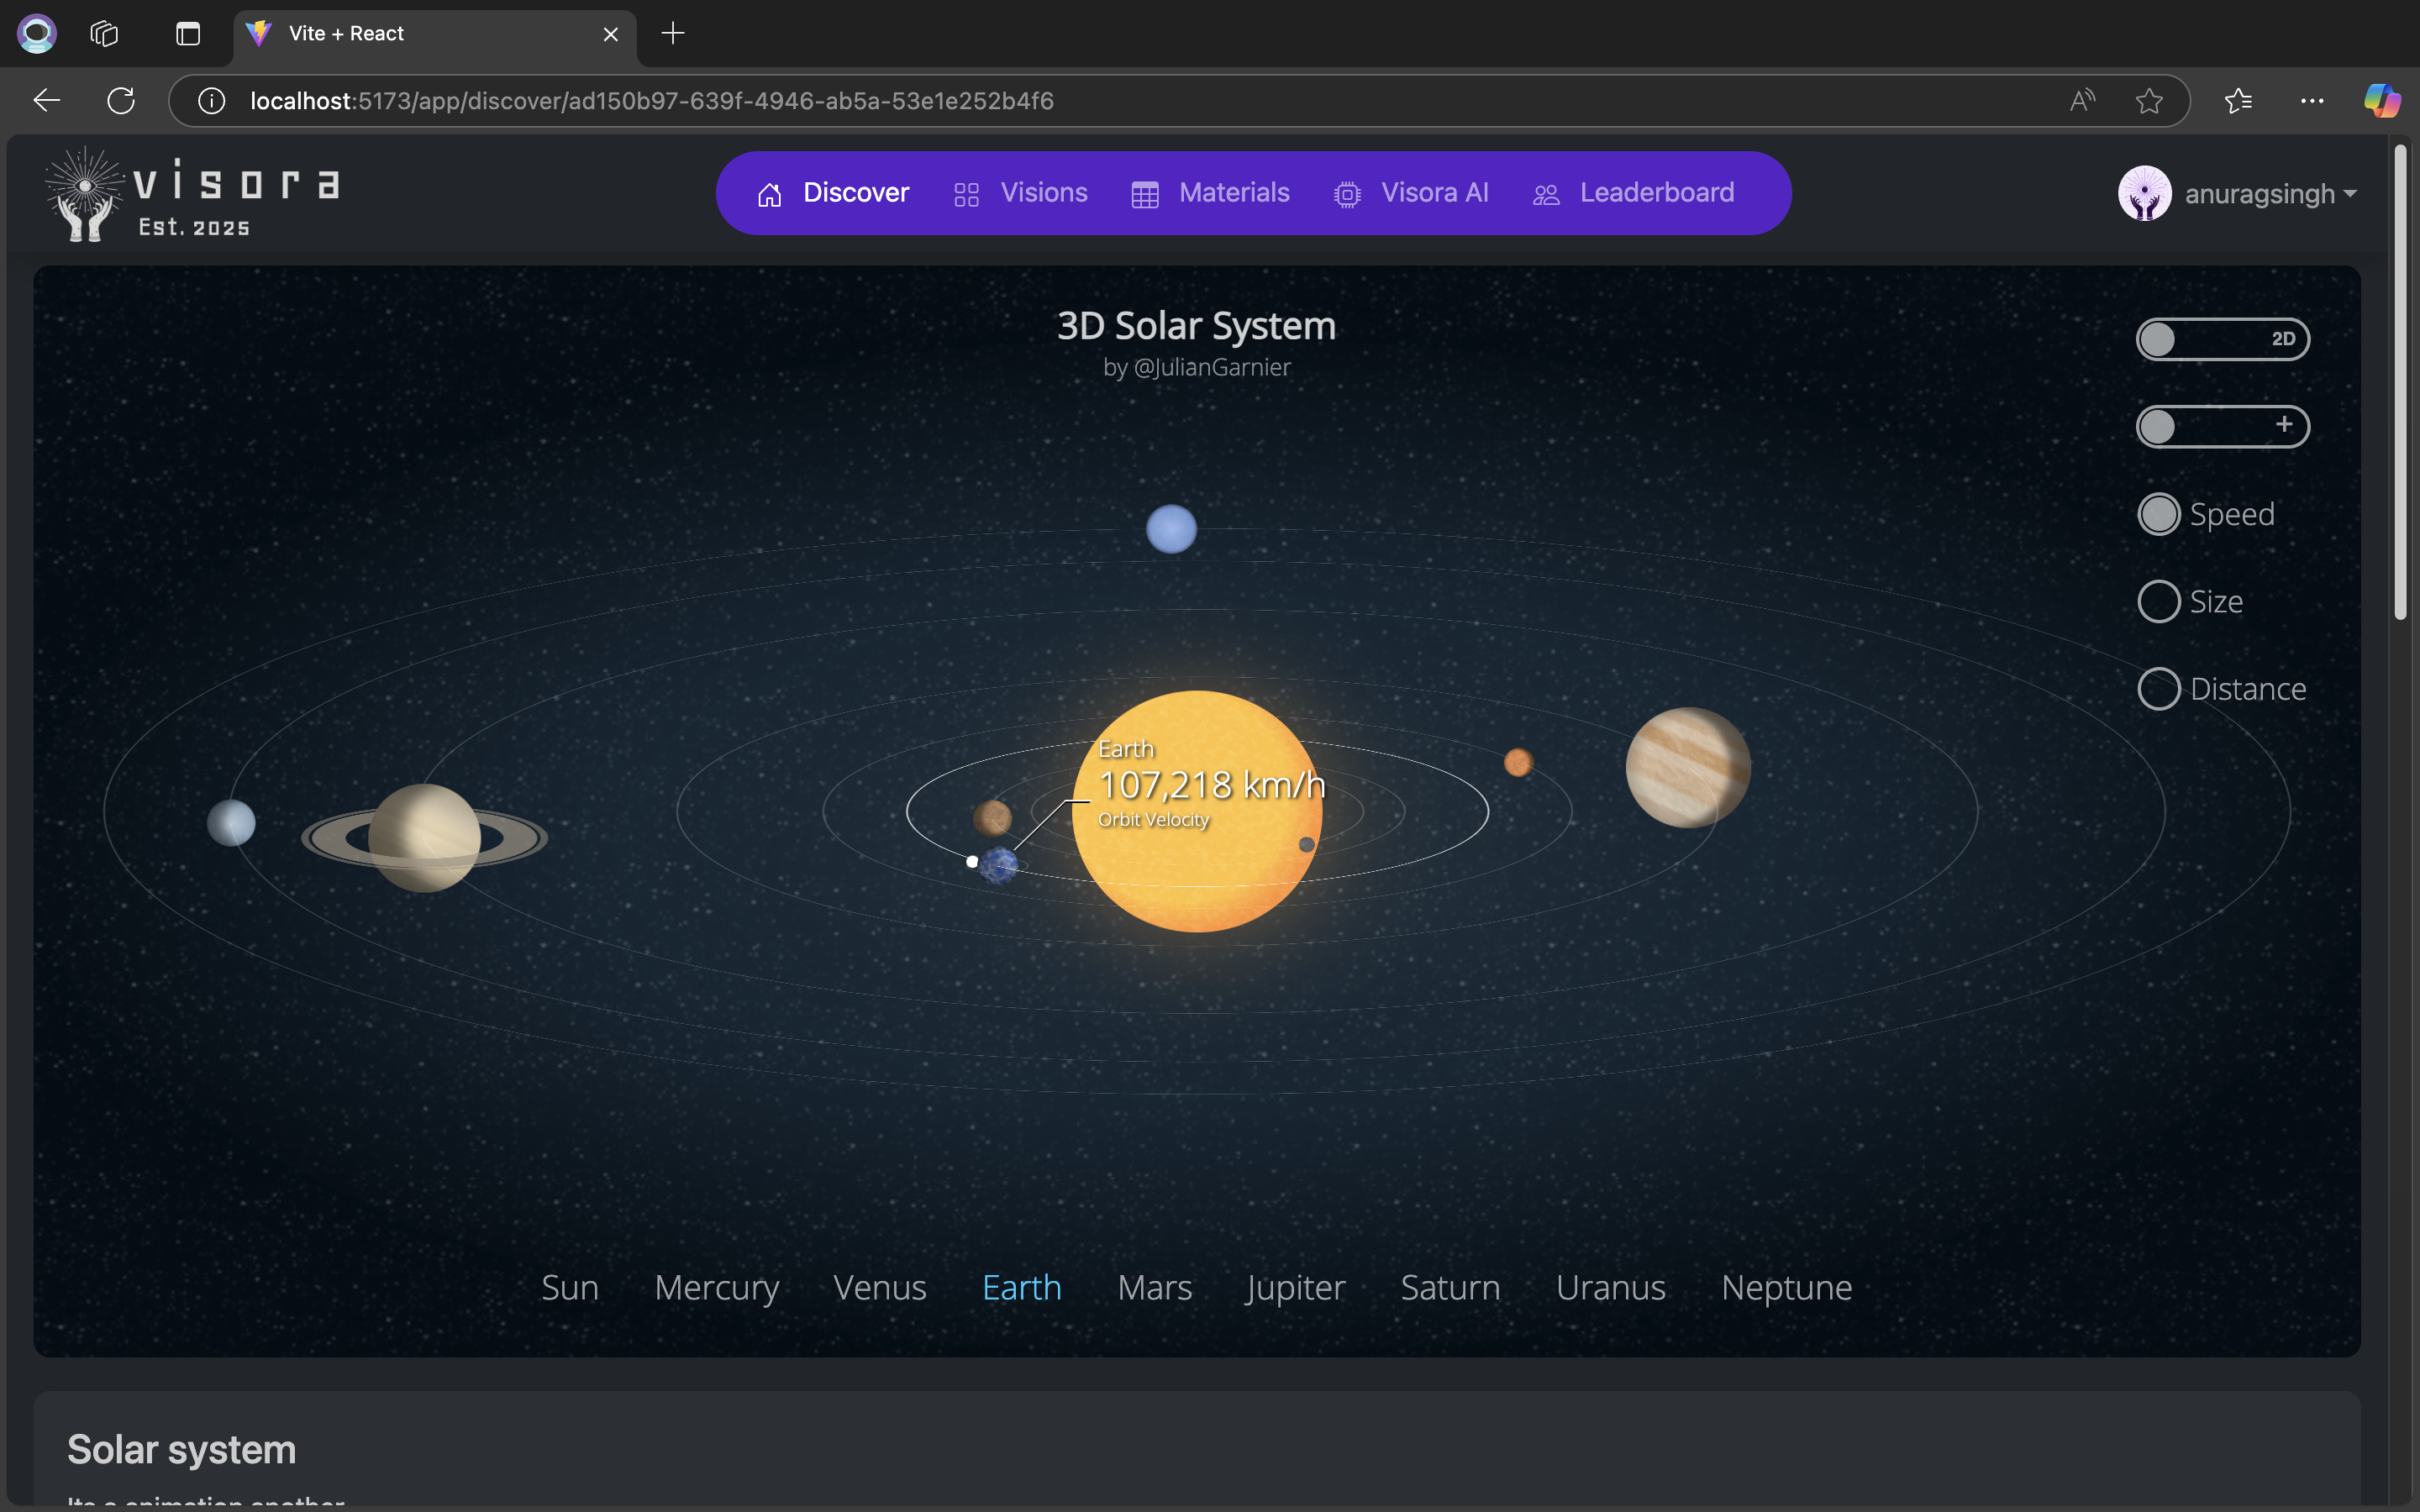 Vite + React
localhost:5173/app/discover/ad150b97-639f-4946-ab5a-53e1e252b4f6
visora
Est. 2025
Discover
Visions
Materials
Visora AI
Leaderboard
anuragsingh
3D Solar System
by @JulianGarnier
2D
+
Speed
Size
Distance
Earth
107,218 km/h
Orbit Velocity
Sun
Mercury
Venus
Earth
Mars
Jupiter
Saturn
Uranus
Neptune
Solar system